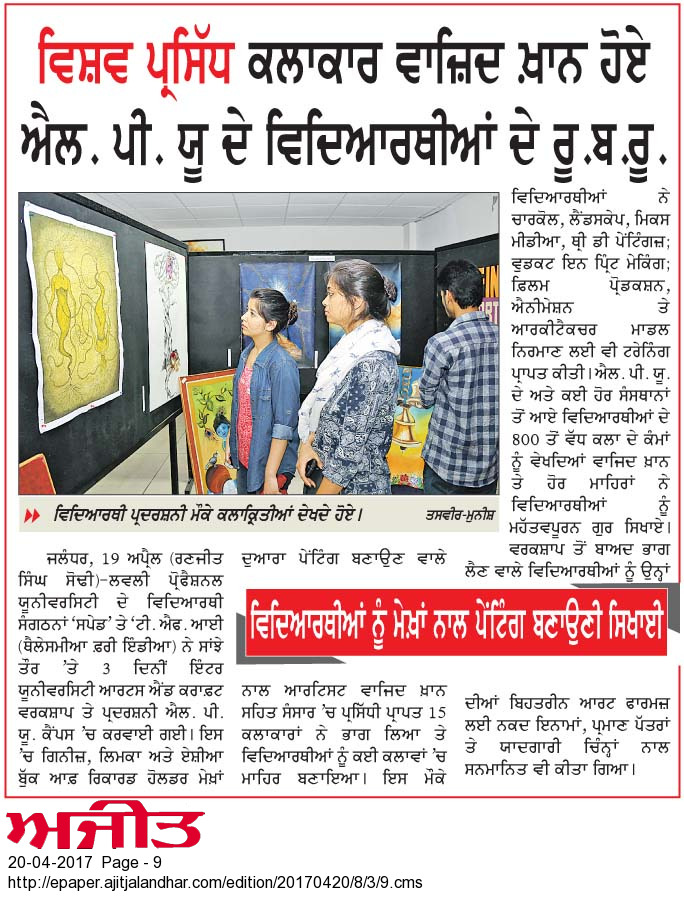 ਵਿਸ਼ਵ ਪ੍ਰਸਿੱਧ ਕਲਾਕਾਰ ਵਾਜ਼ਿਦ ਖ਼ਾਨ ਹੋਏ
ਐਲ. ਪੀ. ਯੂ ਦੇ ਵਿਦਿਆਰਥੀਆਂ ਦੇ ਰੂ.ਬ.ਰੂ.
ਵਿਦਿਆਰਥੀ ਪ੍ਰਦਰਸ਼ਨੀ ਮੌਕੇ ਕਲਾਕ੍ਰਿਤੀਆਂ ਦੇਖਦੇ ਹੋਏ। ਤਸਵੀਰ-ਮੁਨੀਸ਼
ਜਲੰਧਰ, 19 ਅਪ੍ਰੈਲ (ਰਣਜੀਤ
ਸਿੰਘ ਸੋਢੀ)-ਲਵਲੀ ਪ੍ਰੋਫੈਸ਼ਨਲ
ਯੂਨੀਵਰਸਿਟੀ ਦੇ ਵਿਦਿਆਰਥੀ
ਸੰਗਠਨਾਂ 'ਸਪੇਡ' ਤੇ 'ਟੀ. ਐਫ. ਆਈ
(ਥੈਲੇਸਮੀਆ ਫ਼ਰੀ ਇੰਡੀਆ) ਨੇ ਸਾਂਝੇ
ਤੌਰ 'ਤੇ 3 ਦਿਨੀਂ ਇੰਟਰ
ਯੂਨੀਵਰਸਿਟੀ ਆਰਟਸ ਐਂਡ ਕਰਾਫ਼ਟ
ਵਰਕਸ਼ਾਪ ਤੇ ਪ੍ਰਦਰਸ਼ਨੀ ਐਲ. ਪੀ.
ਯੂ. ਕੈਂਪਸ 'ਚ ਕਰਵਾਈ ਗਈ। ਇਸ
'ਚ ਗਿਨੀਜ਼, ਲਿਮਕਾ ਅਤੇ ਏਸ਼ੀਆ
ਬੁੱਕ ਆਫ਼ ਰਿਕਾਰਡ ਹੋਲਡਰ ਮੇਖ਼ਾਂ
ਦੁਆਰਾ ਪੇਂਟਿੰਗ ਬਣਾਉਣ ਵਾਲੇ
ਵਿਦਿਆਰਥੀਆਂ ਨੂੰ ਮੇਖ਼ਾਂ ਨਾਲ ਪੇਂਟਿੰਗ ਬਣਾਉਣੀ ਸਿਖਾਈ
ਨਾਲ ਆਰਟਿਸਟ ਵਾਜਿਦ ਖ਼ਾਨ
ਸਹਿਤ ਸੰਸਾਰ 'ਚ ਪ੍ਰਸਿੱਧੀ ਪ੍ਰਾਪਤ 15
ਕਲਾਕਾਰਾਂ ਨੇ ਭਾਗ ਲਿਆ ਤੇ
ਵਿਦਿਆਰਥੀਆਂ ਨੂੰ ਕਈ ਕਲਾਵਾਂ 'ਚ
ਮਾਹਿਰ ਬਣਾਇਆ। ਇਸ ਮੌਕੇ
ਵਿਦਿਆਰਥੀਆਂ ਨੇ
ਚਾਰਕੋਲ, ਲੈਂਡਸਕੇਪ, ਮਿਕਸ
ਮੀਡੀਆ, ਥ੍ਰੀ ਡੀ ਪੇਂਟਿੰਗਜ਼;
ਵੁਡਕਟ ਇਨ ਪ੍ਰਿੰਟ ਮੇਕਿੰਗ;
ਫ਼ਿਲਮ ਪ੍ਰੋਡਕਸ਼ਨ,
ਐਨੀਮੇਸ਼ਨ ਤੇ
ਆਰਕੀਟੈਕਚਰ ਮਾਡਲ
ਨਿਰਮਾਣ ਲਈ ਵੀ ਟਰੇਨਿੰਗ
ਪ੍ਰਾਪਤ ਕੀਤੀ। ਐਲ. ਪੀ. ਯੂ.
ਦੇ ਅਤੇ ਕਈ ਹੋਰ ਸੰਸਥਾਨਾਂ
ਤੋਂ ਆਏ ਵਿਦਿਆਰਥੀਆਂ ਦੇ
800 ਤੋਂ ਵੱਧ ਕਲਾ ਦੇ ਕੰਮਾਂ
ਨੂੰ ਵੇਖਦਿਆਂ ਵਾਜਿਦ ਖ਼ਾਨ
ਤੇ ਹੋਰ ਮਾਹਿਰਾਂ ਨੇ
ਵਿਦਿਆਰਥੀਆਂ ਨੂੰ
ਮਹੱਤਵਪੂਰਨ ਗੁਰ ਸਿਖਾਏ।
ਵਰਕਸ਼ਾਪ ਤੋਂ ਬਾਅਦ ਭਾਗ
ਲੈਣ ਵਾਲੇ ਵਿਦਿਆਰਥੀਆਂ ਨੂੰ ਉਨ੍ਹਾਂ
ਦੀਆਂ ਬਿਹਤਰੀਨ ਆਰਟ ਫਾਰਮਜ਼
ਲਈ ਨਕਦ ਇਨਾਮਾਂ, ਪ੍ਰਮਾਣ ਪੱਤਰਾਂ
ਤੇ ਯਾਦਗਾਰੀ ਚਿੰਨ੍ਹਾਂ ਨਾਲ
ਸਨਮਾਨਿਤ ਵੀ ਕੀਤਾ ਗਿਆ।
ਅਜੀਤ
20-04-2017 Page - 9
http://epaper.ajitjalandhar.com/edition/20170420/8/3/9.cms